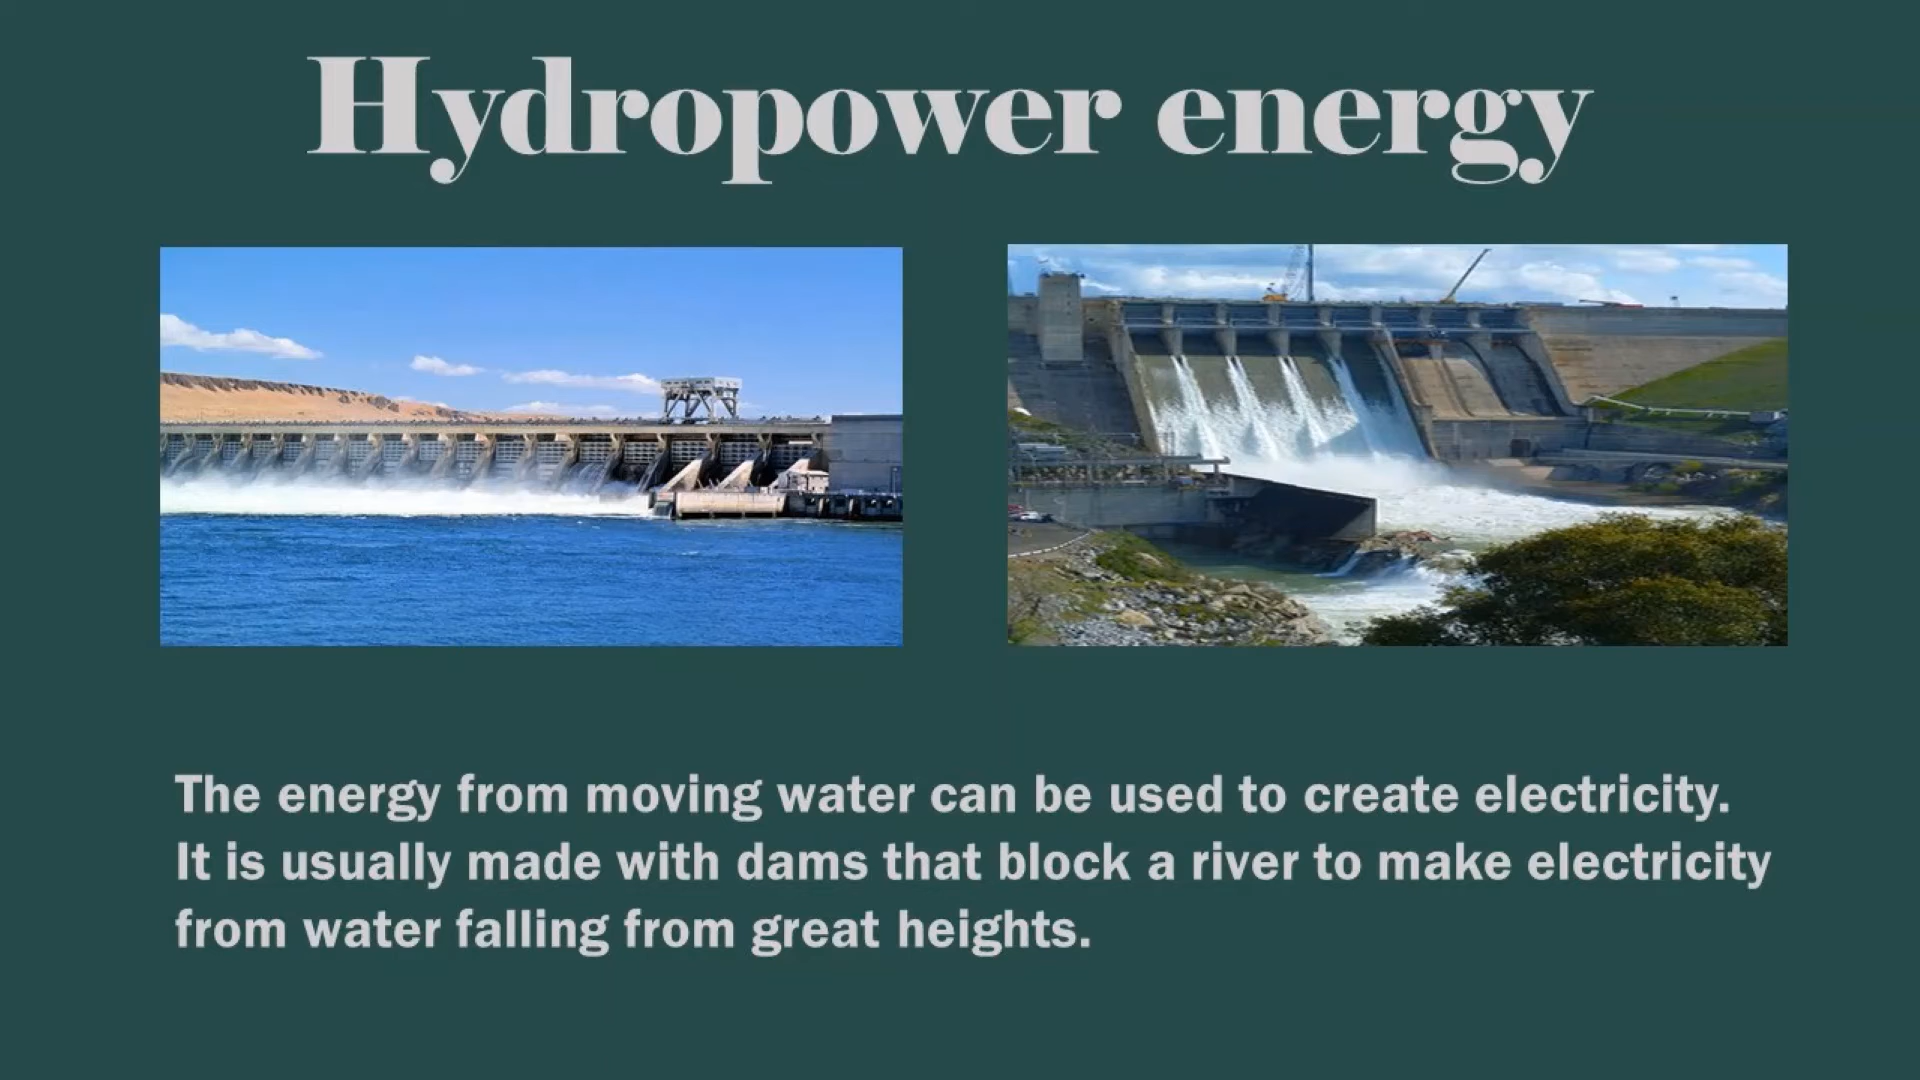 Hydropower energy
The energy from moving water can be used to create electricity.
It is usually made with dams that block a river to make electricity
from water falling from great heights.